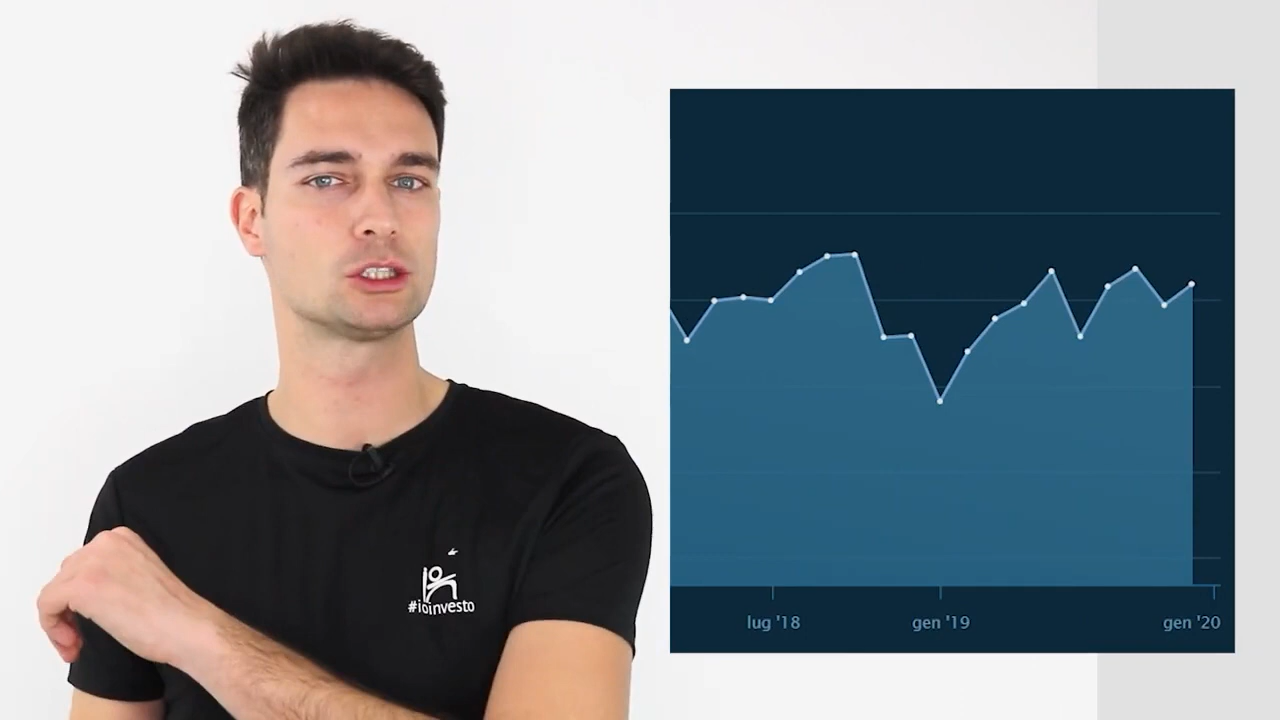 #ioinvesto
lug '18
gen '19
gen '20